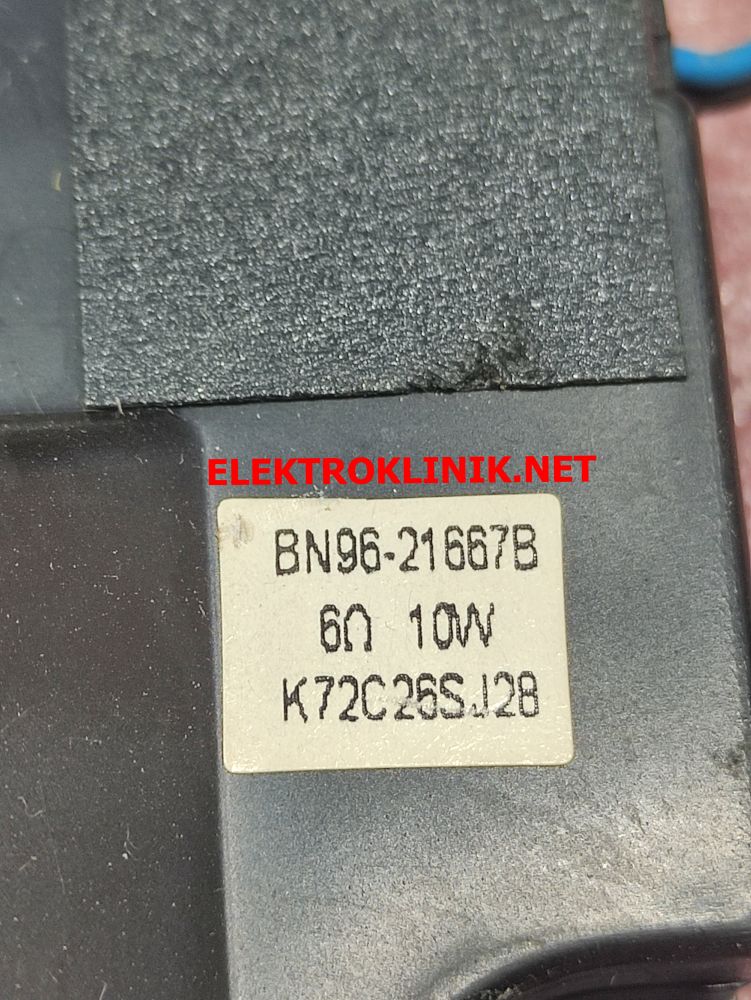 ELEKTROKLINIK.NET
BN96-21667B
6Ω 10W
K72C26SJ28